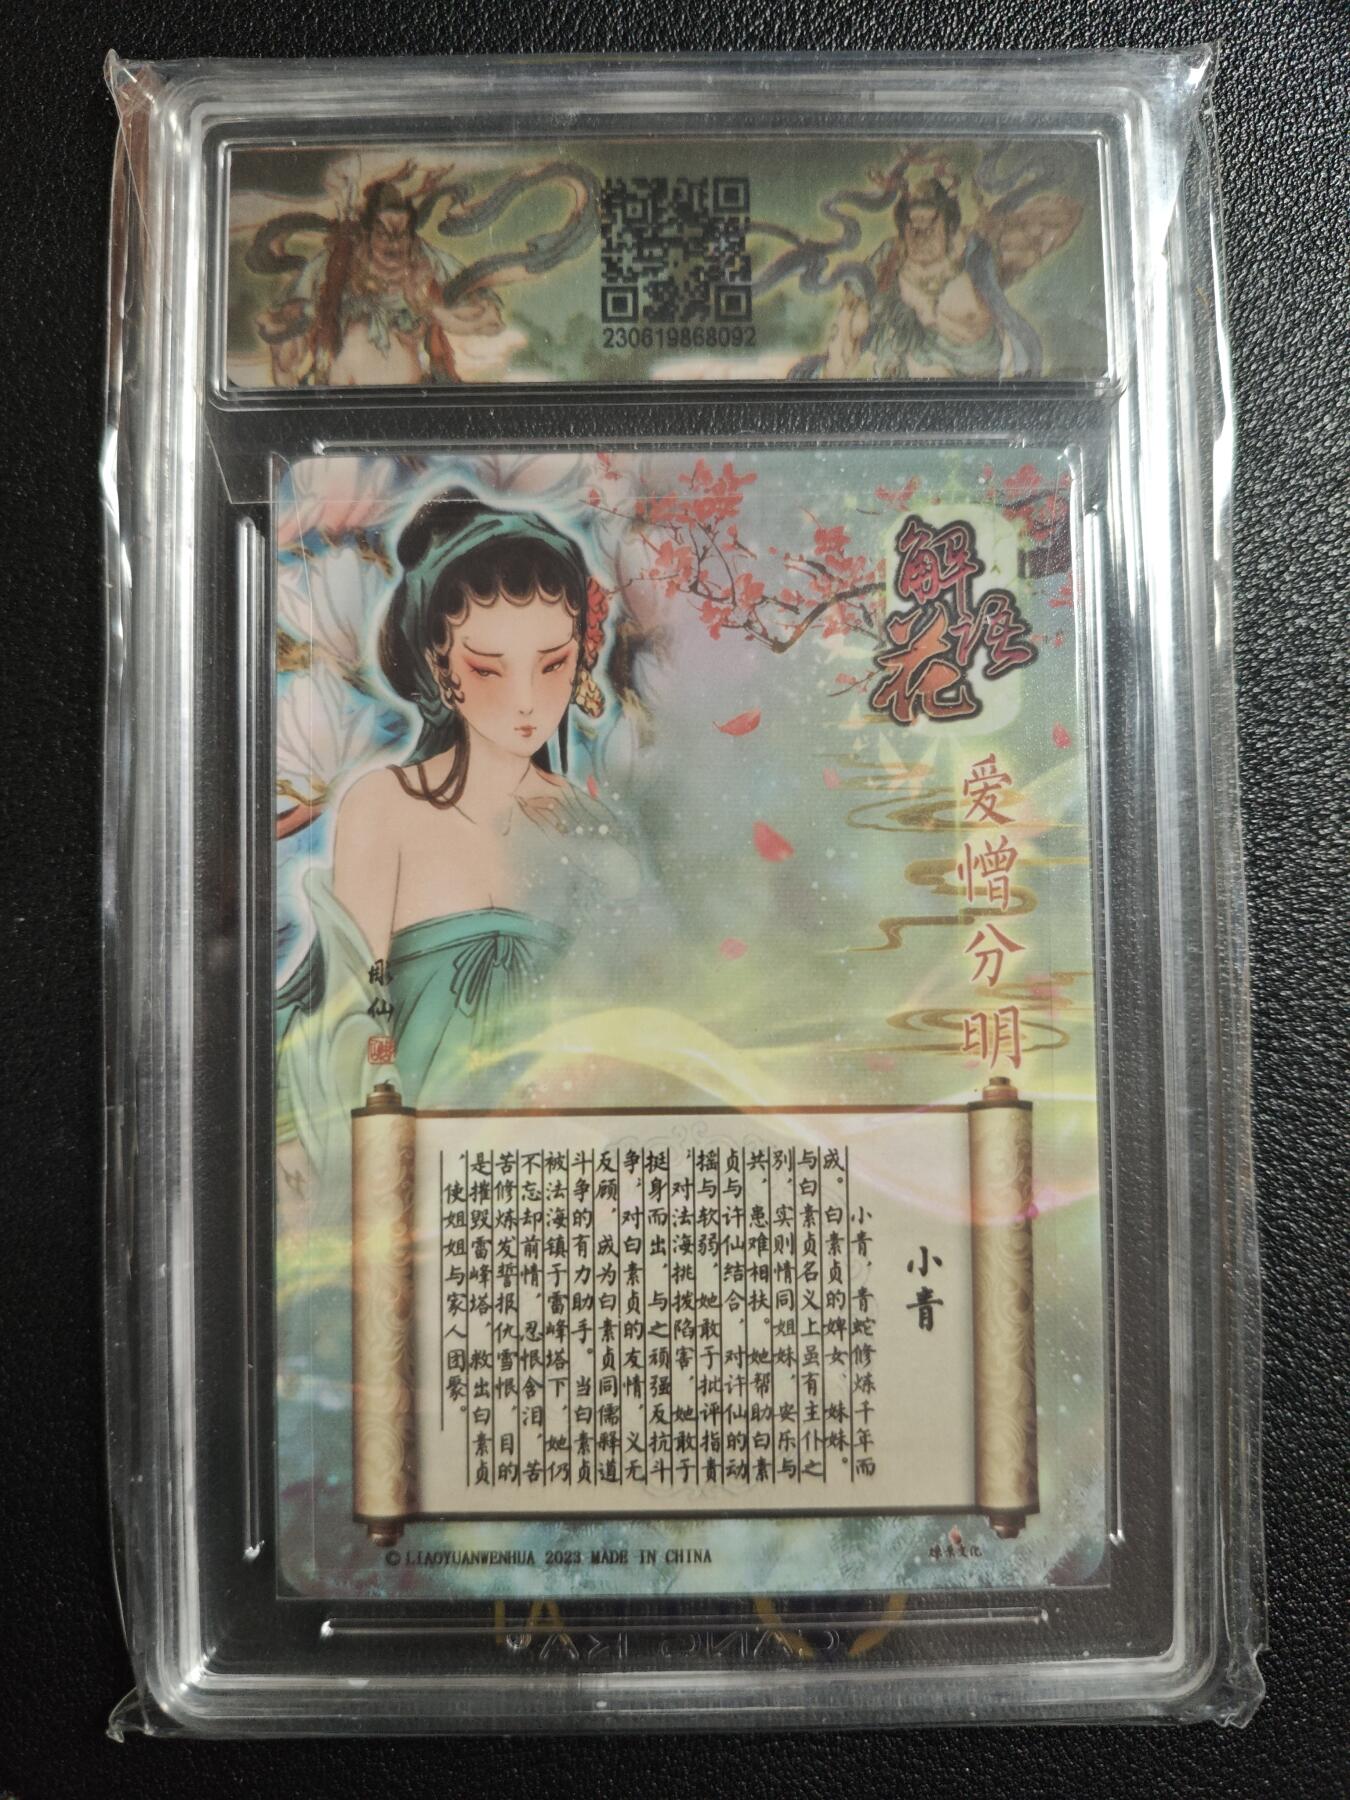 230619868092
解语花
爱憎分明
小青
小青，青蛇修炼千年而
成。白素贞的婢女、妹妹。
与白素贞名义上虽有主仆之
别，实则情同姐妹，安乐与
共，患难相扶。她帮助白素
贞与许仙结合，对许仙的动
摇与软弱，她敢于批评指责
，对法海挑拨陷害，她敢于
挺身而出，与之顽强反抗斗
争，对白素贞的友情，义无
反顾，成为白素贞同儒释道
斗争的有力助手。当白素贞
被法海镇于雷峰塔下，她仍
不忘却前情，忍恨含泪，苦
苦修炼发誓报仇雪恨，目的
是摧毁雷峰塔，救出白素贞
，使姐姐与家人团聚。
© LIAOYUANWENHUA 2023 MADE IN CHINA